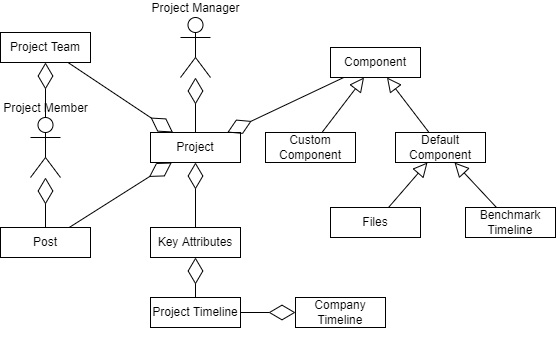 Project Manager
Project Team
Component
Project Member
Project
Custom
Component
Default
Component
Files
Benchmark
Timeline
Post
Key Attributes
Project Timeline
Company
Timeline